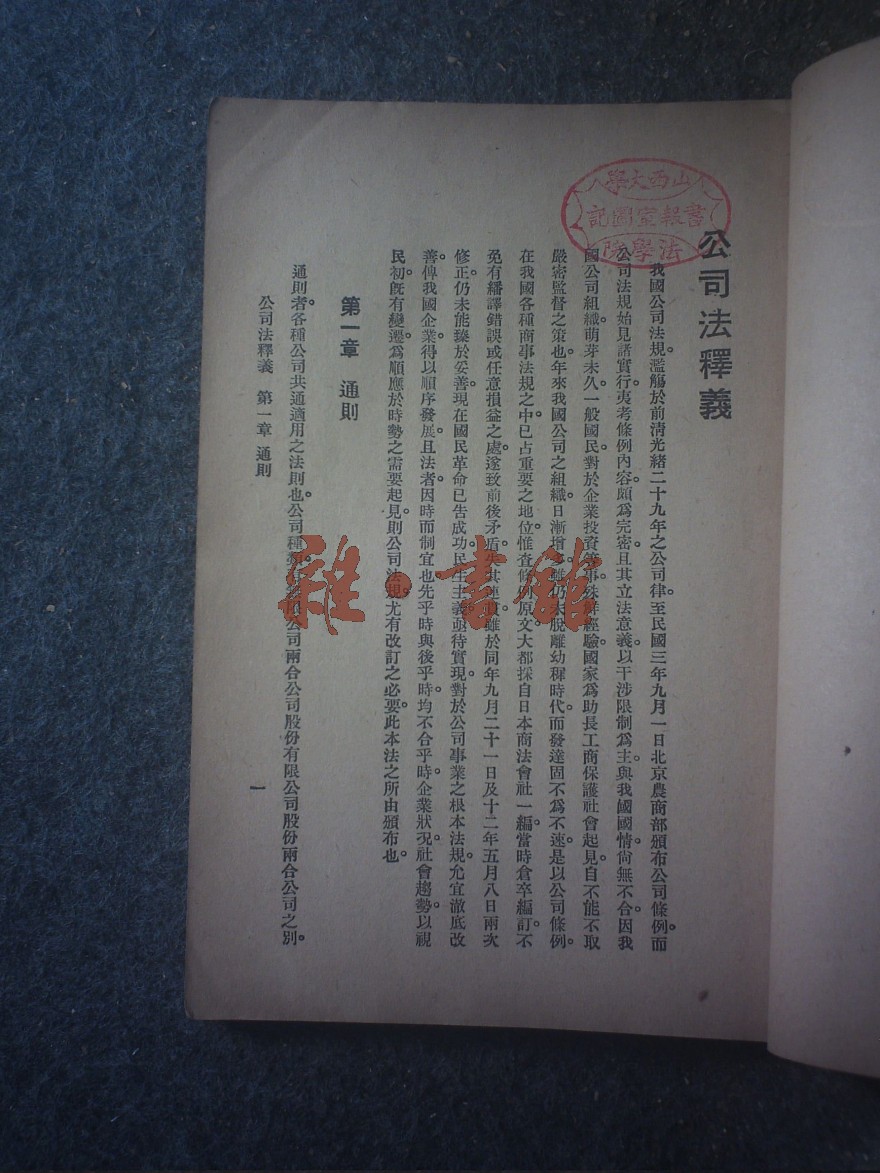 山西大學
書報室圖記
法學院
公司法釋義
我國公司法規。濫觴於前清光緒二十九年之公司律。至民國三年九月一日北京農商部頒布公司條例。而
公司法規始見諸實行。夷考條例內容。頗爲完密。且其立法意義。以干涉限制爲主。與我國國情。尙無不合。因我
國公司組織。萌芽未久。一般國民。對於企業投資等事。殊鮮經驗。國家爲助長工商保護社會起見。自不能不取
嚴密監督之策也。年來我國公司之組織。日漸增多。雖仍未脫離幼稺時代。而發達固不爲不速。是以公司條例。
在我國各種商事法規之中。已占重要之地位。惟查條例原文。大都採自日本商法會社一編。當時倉卒編訂。不
免有繙譯錯誤或任意損益之處。遂致前後矛盾。失其連貫。雖於同年九月二十一日及十二年五月八日兩次
修正。仍未能臻於妥善。現在國民革命已告成功。民生主義。亟待實現。對於公司事業之根本法規。尤宜澈底改
善。俾我國企業。得以順序發展。且法者。因時而制宜也。先乎時與後乎時。均不合乎時。企業狀况。社會趨勢。以視
民初。旣有變遷。爲順應於時勢之需要起見。則公司法規。尤有改訂之必要。此本法之所由頒布也。
第一章 通則
通則者。各種公司共通適用之法則也。公司種類。有無限公司兩合公司股份有限公司股份兩合公司之別。
公司法釋義 第一章 通則
一
雜·書館